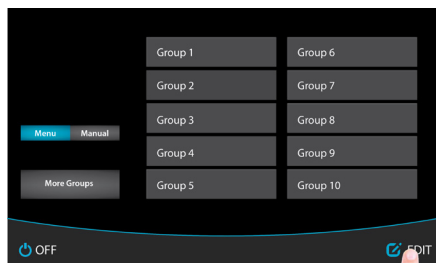 Group 1
Group 6
Group 2
Group 7
Group 3
Group 8
Menu
Manual
Group 4
Group 9
More Groups
Group 5
Group 10
OFF
EDIT